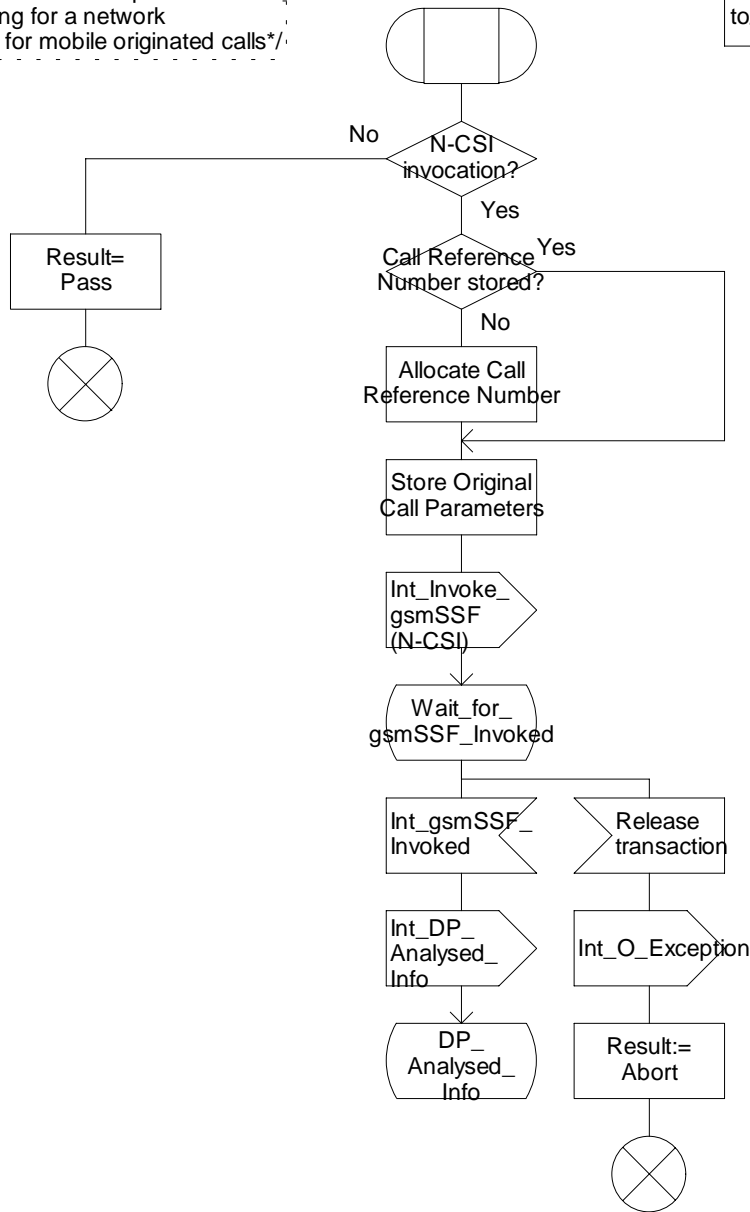 ng for a network
for mobile originated calls*/
to
No
N-CSI
invocation?
Yes
Result=
Pass
Call Reference
Number stored?
Yes
No
Allocate Call
Reference Number
Store Original
Call Parameters
Int_Invoke_
gsmSSF
(N-CSI)
Wait_for_
gsmSSF_Invoked
Int_gsmSSF_
Invoked
Release
transaction
Int_DP_
Analysed_
Info
Int_O_Exception
DP_
Analysed_
Info
Result:=
Abort